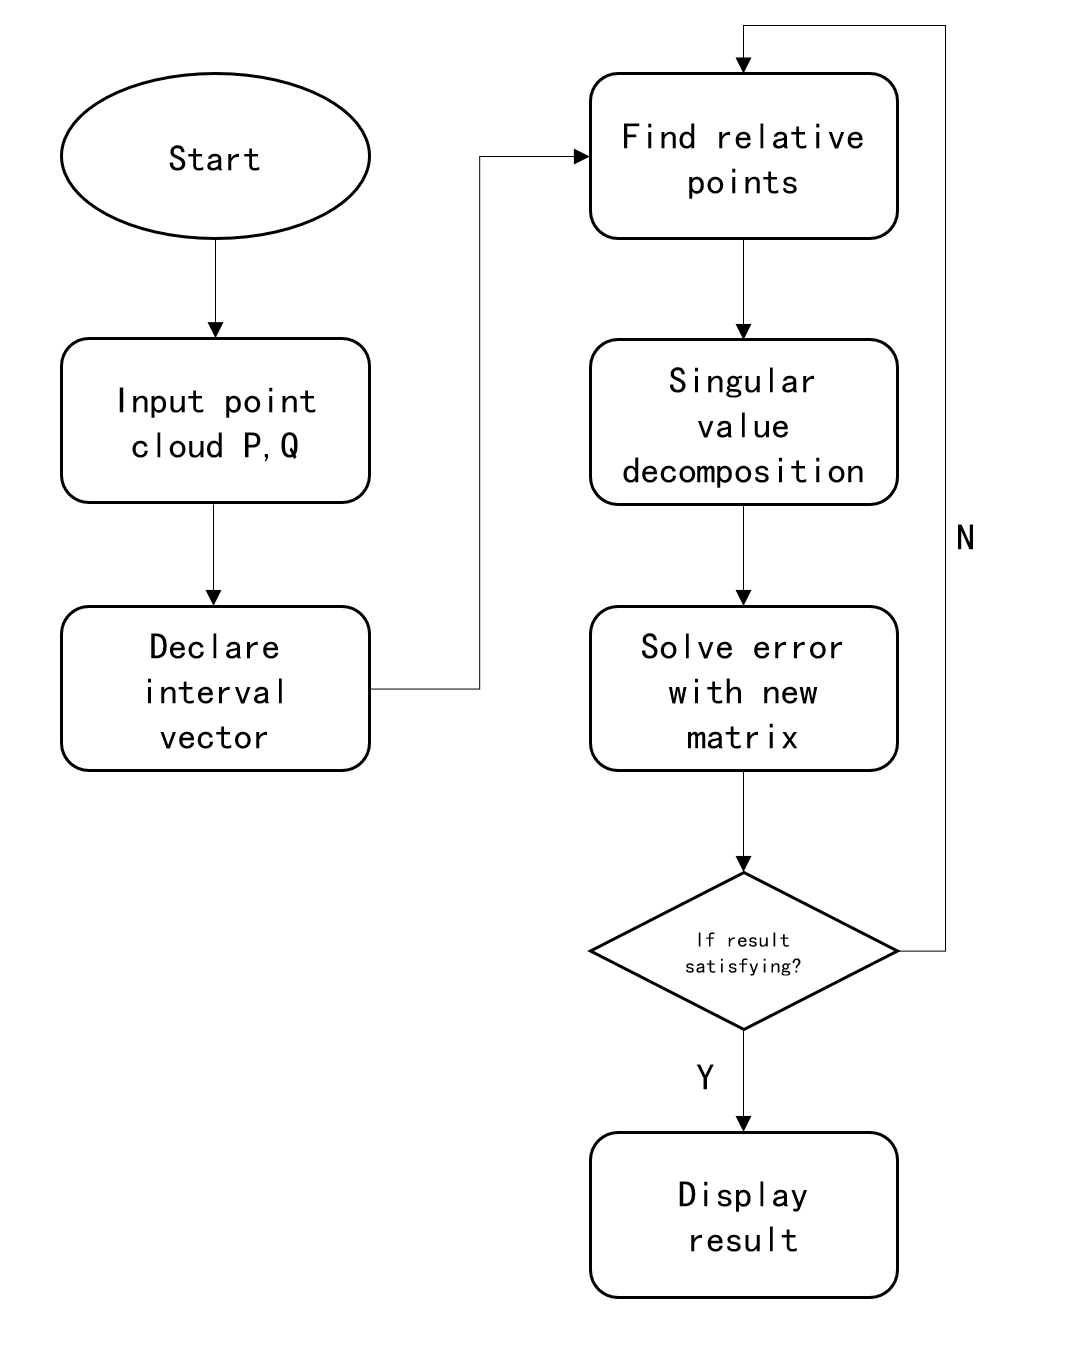 Start
Input point
cloud P,Q
Declare
interval
vector
Find relative
points
Singular
value
decomposition
Solve error
with new
matrix
If result
satisfying?
N
Y
Display
result